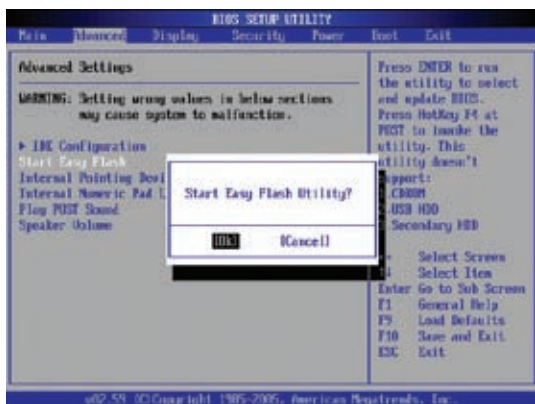 BIOS SETUP UTILITY
Main Advanced Display Security Power Boot Exit
Advanced Settings
WARNING: Setting wrong values in below sections
may cause system to malfunction.
▶ IDE Configuration
Start Easy Flash
Internal Pointing Devi
Internal Numeric Pad L
Play POST Sound
Speaker Volume
Start Easy Flash Utility?
[Ok] [Cancel]
Press ENTER to run
the utility to select
and update BIOS.
Press HotKey F4 at
POST to invoke the
utility. This
utility doesn't
support:
CDROM
USB HDD
Secondary HDD
Select Screen
Select Item
Enter Go to Sub Screen
F1 General Help
F9 Load Defaults
F10 Save and Exit
ESC Exit
v02.59 (C)Copyright 1985-2005, American Megatrends, Inc.